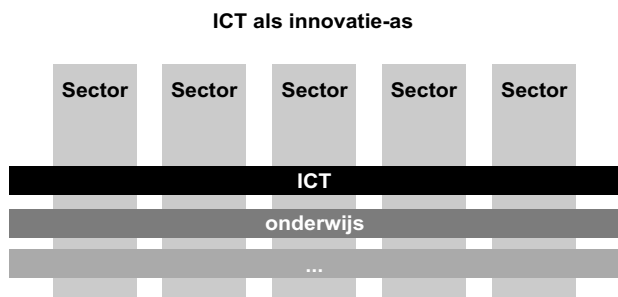 ICT als innovatie-as
Sector Sector Sector Sector Sector
ICT
onderwijs
...